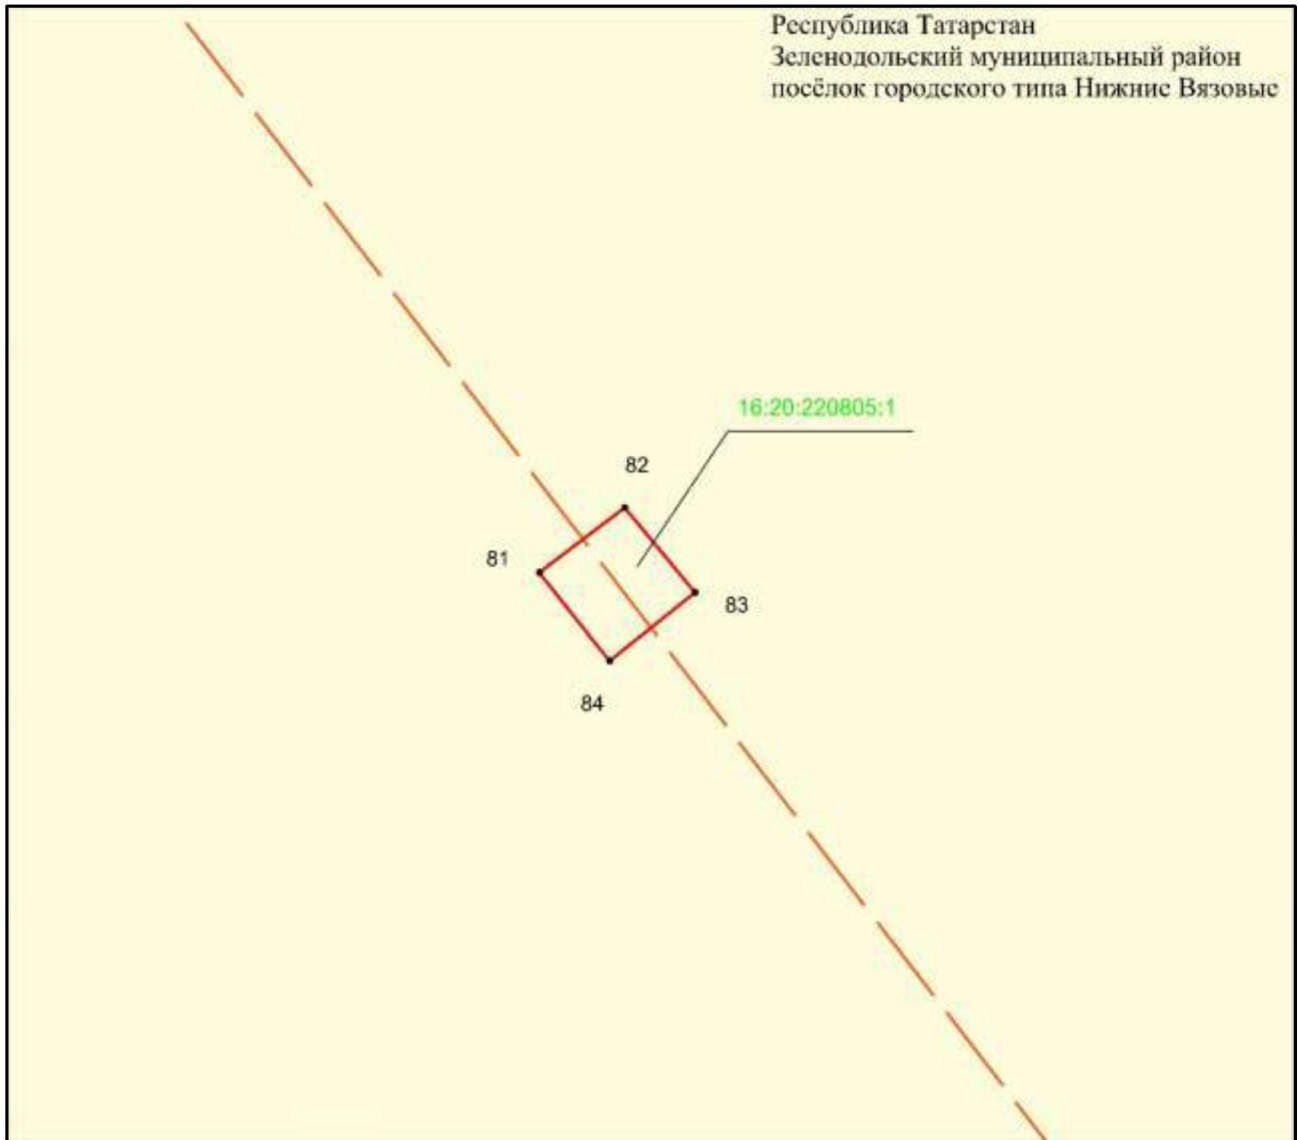 Республика Татарстан
Зеленодольский муниципальный район
посёлок городского типа Нижние Вязовые
16:20:220805:1
82
81
83
84